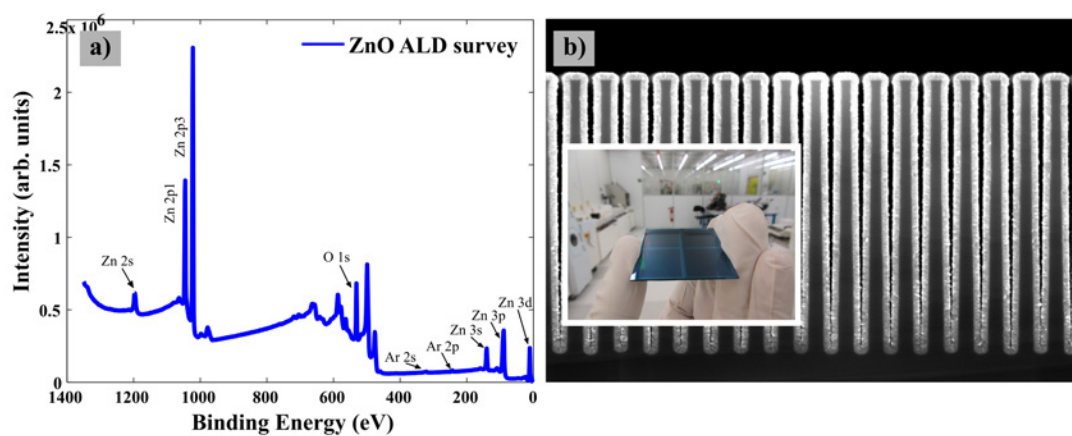 2.5x 10^6
a)
ZnO ALD survey
b)
2
1.5
1
0.5
0
Intensity (arb. units)
Zn 2s
Zn 2p1
Zn 2p3
O 1s
Ar 2s
Ar 2p
Zn 3s
Zn 3p
Zn 3d
1400 1200 1000 800 600 400 200 0
Binding Energy (eV)